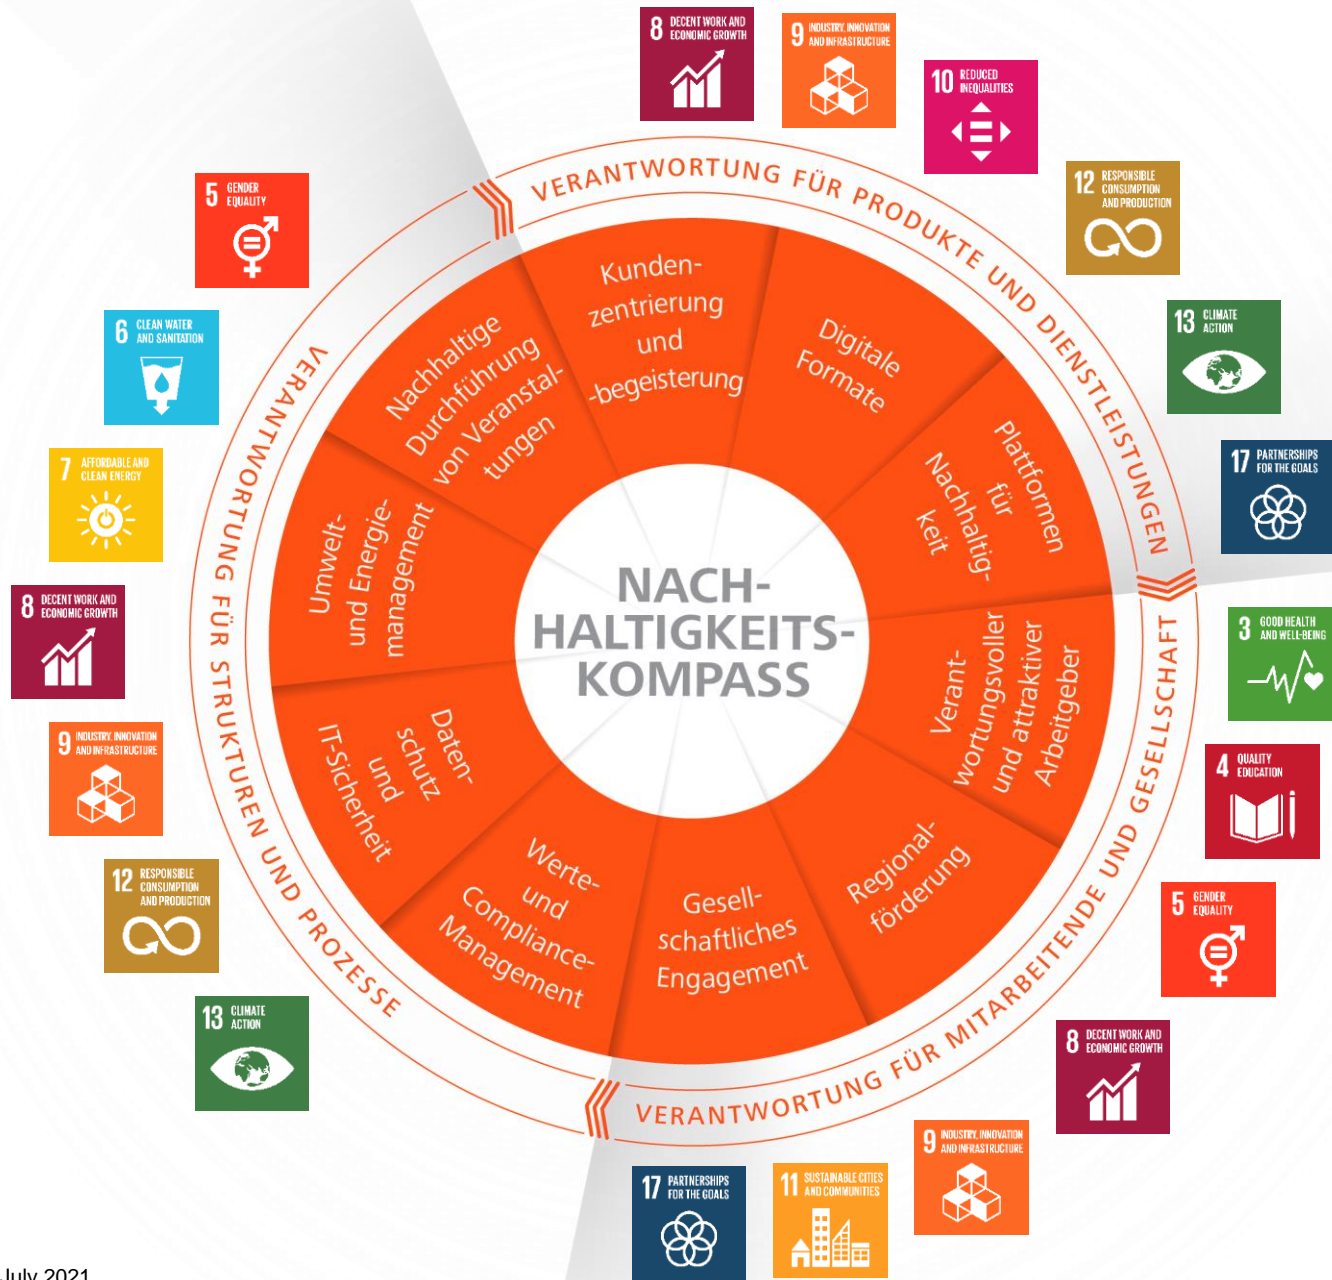 8 DECENT WORK AND
ECONOMIC GROWTH
9 INDUSTRY, INNOVATION
AND INFRASTRUCTURE
10 REDUCED
INEQUALITIES
12 RESPONSIBLE
CONSUMPTION
AND PRODUCTION
13 CLIMATE
ACTION
17 PARTNERSHIPS
FOR THE GOALS
3 GOOD HEALTH
AND WELL-BEING
4 QUALITY
EDUCATION
5 GENDER
EQUALITY
8 DECENT WORK AND
ECONOMIC GROWTH
9 INDUSTRY, INNOVATION
AND INFRASTRUCTURE
11 SUSTAINABLE CITIES
AND COMMUNITIES
17 PARTNERSHIPS
FOR THE GOALS
13 CLIMATE
ACTION
12 RESPONSIBLE
CONSUMPTION
AND PRODUCTION
9 INDUSTRY, INNOVATION
AND INFRASTRUCTURE
8 DECENT WORK AND
ECONOMIC GROWTH
7 AFFORDABLE AND
CLEAN ENERGY
6 CLEAN WATER
AND SANITATION
5 GENDER
EQUALITY
VERANTWORTUNG FÜR PRODUKTE UND DIENSTLEISTUNGEN
VERANTWORTUNG FÜR MITARBEITENDE UND GESELLSCHAFT
VERANTWORTUNG FÜR STRUKTUREN UND PROZESSE
Kunden-
zentrierung
und
-begeisterung
Digitale
Formate
Plattformen
für
Nachhaltig-
keit
Verant-
wortungsvoller
und attraktiver
Arbeitgeber
Regional-
förderung
Gesell-
schaftliches
Engagement
Werte-
und
Compliance-
Management
Daten-
schutz
und
IT-Sicherheit
Umwelt-
und Energie-
management
Nachhaltige
Durchführung
von Veranstal-
tungen
NACH-
HALTIGKEITS-
KOMPASS
July 2021